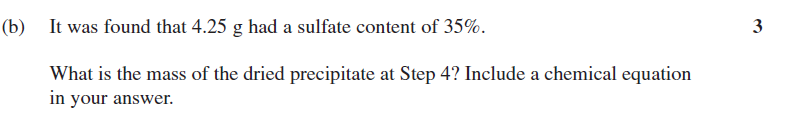 (b) It was found that 4.25 g had a sulfate content of 35%. 3
What is the mass of the dried precipitate at Step 4? Include a chemical equation
in your answer.